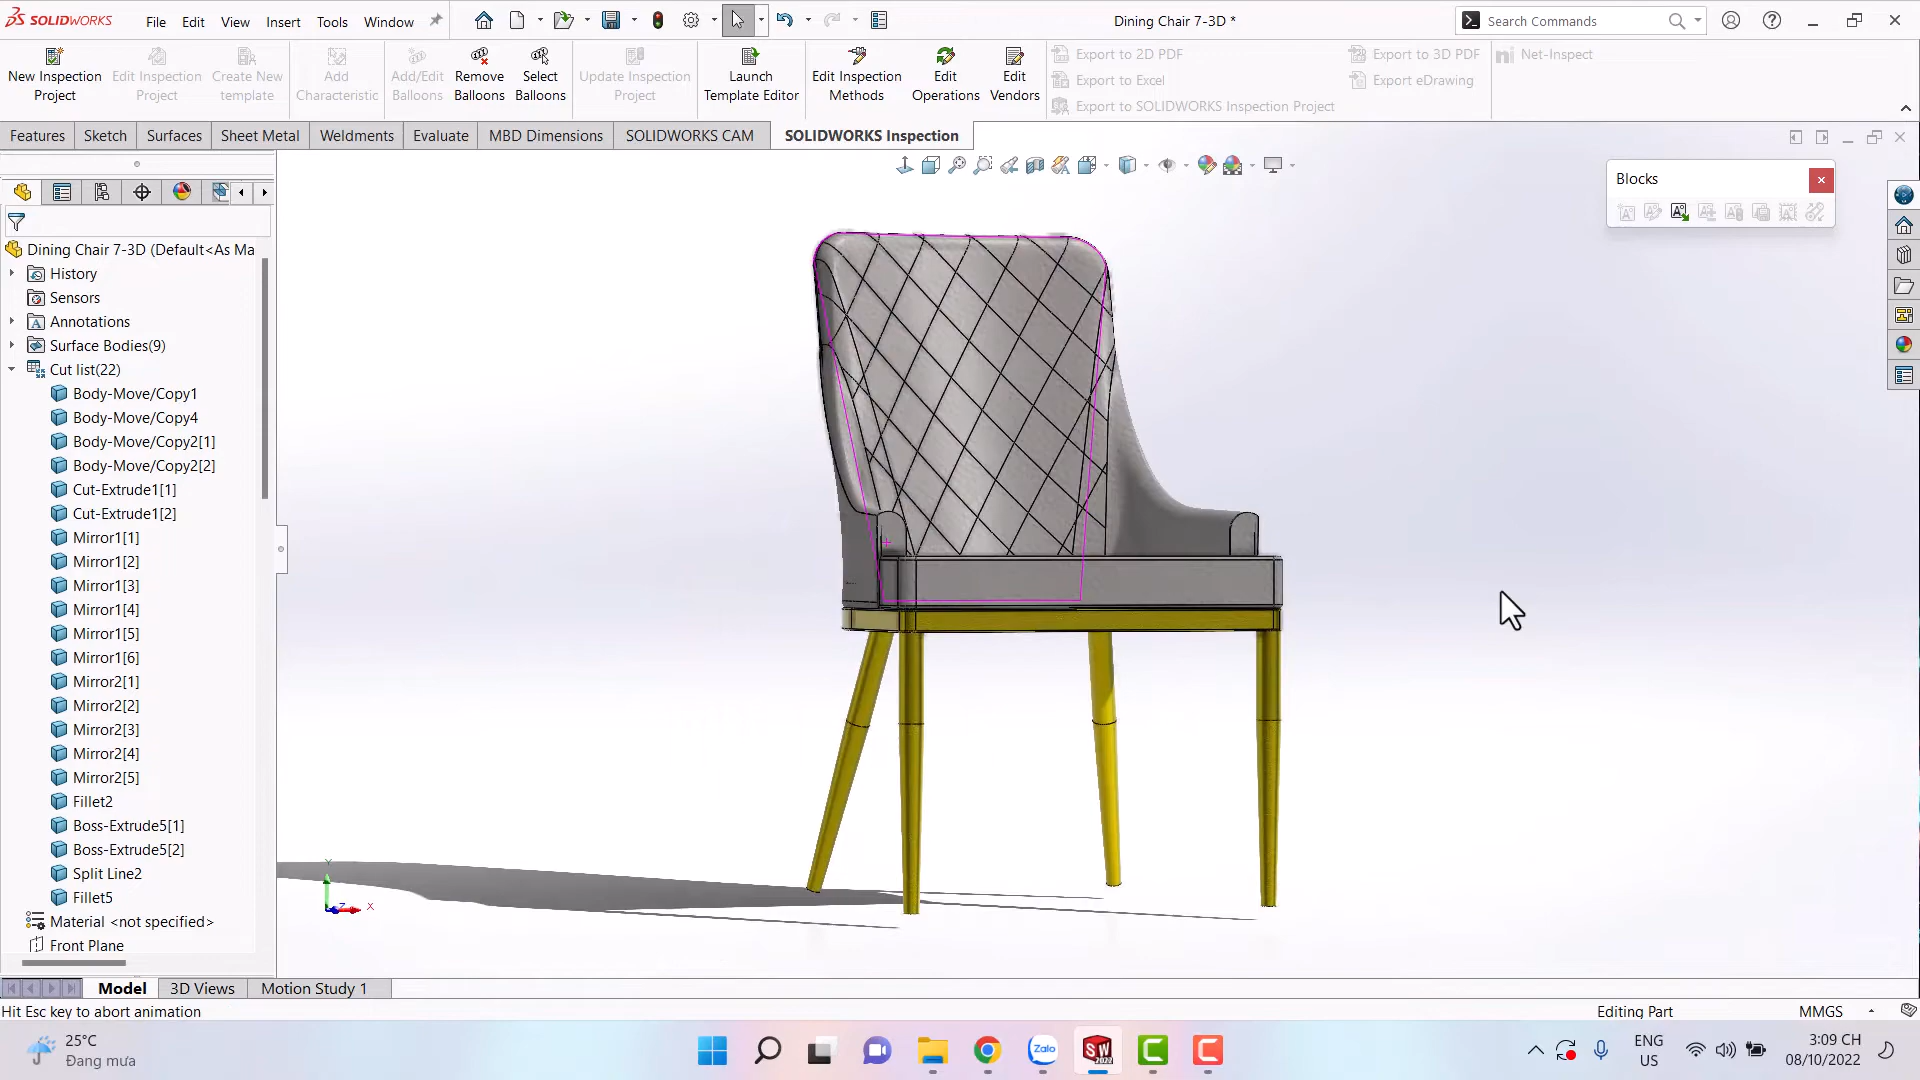 SOLIDWORKS File Edit View Insert Tools Window Dining Chair 7-3D * Search Commands
New Inspection Project
Edit Inspection Project
Create New template
Add Characteristic
Add/Edit Balloons
Remove Balloons
Select Balloons
Update Inspection Project
Launch Template Editor
Edit Inspection Methods
Edit Operations
Edit Vendors
Export to 2D PDF
Export to Excel
Export to SOLIDWORKS Inspection Project
Export to 3D PDF
Export eDrawing
Net-Inspect
Features Sketch Surfaces Sheet Metal Weldments Evaluate MBD Dimensions SOLIDWORKS CAM SOLIDWORKS Inspection
Blocks
Dining Chair 7-3D (Default<As Ma
History
Sensors
Annotations
Surface Bodies(9)
Cut list(22)
Body-Move/Copy1
Body-Move/Copy4
Body-Move/Copy2[1]
Body-Move/Copy2[2]
Cut-Extrude1[1]
Cut-Extrude1[2]
Mirror1[1]
Mirror1[2]
Mirror1[3]
Mirror1[4]
Mirror1[5]
Mirror1[6]
Mirror2[1]
Mirror2[2]
Mirror2[3]
Mirror2[4]
Mirror2[5]
Fillet2
Boss-Extrude5[1]
Boss-Extrude5[2]
Split Line2
Fillet5
Material <not specified>
Front Plane
Y
Z
X
Model 3D Views Motion Study 1
Hit Esc key to abort animation Editing Part MMGS
25°C
Đang mưa
Zalo
SW
2022
ENG
US
3:09 CH
08/10/2022